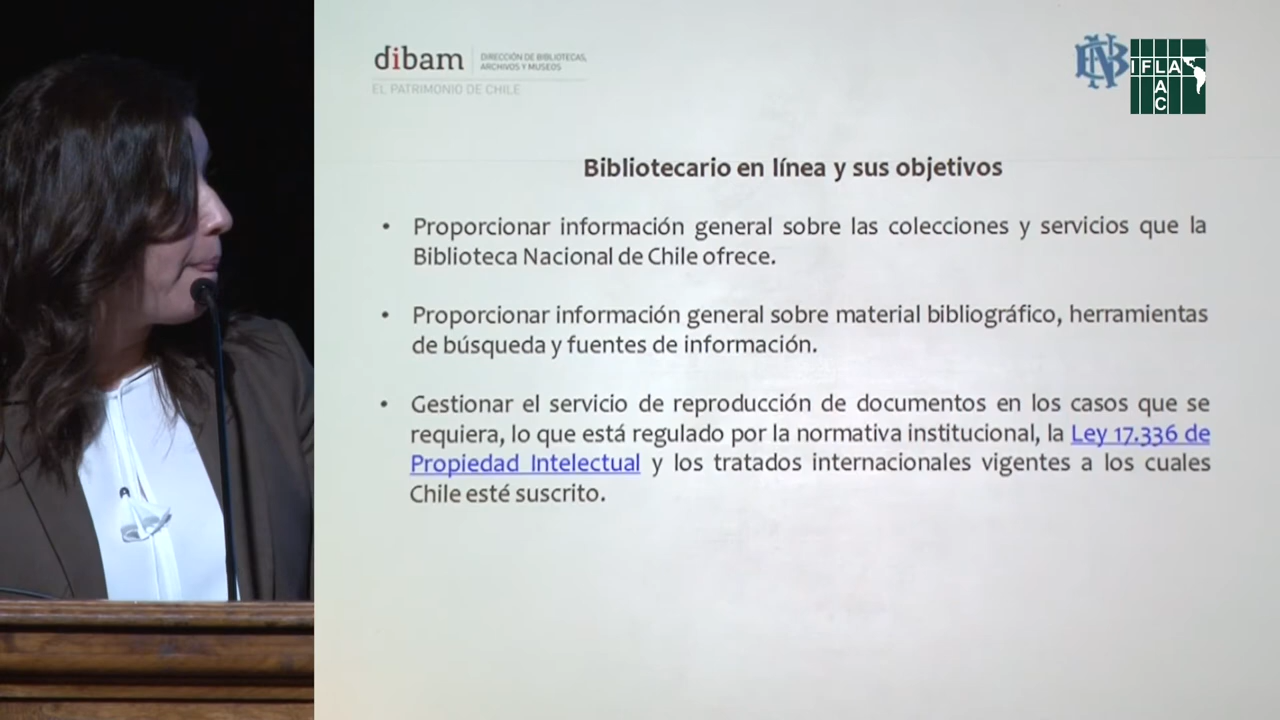 dibam
DIRECCIÓN DE BIBLIOTECAS,
ARCHIVOS Y MUSEOS
EL PATRIMONIO DE CHILE
IFLA
LAC
Bibliotecario en línea y sus objetivos
• Proporcionar información general sobre las colecciones y servicios que la
Biblioteca Nacional de Chile ofrece.
• Proporcionar información general sobre material bibliográfico, herramientas
de búsqueda y fuentes de información.
• Gestionar el servicio de reproducción de documentos en los casos que se
requiera, lo que está regulado por la normativa institucional, la Ley 17.336 de
Propiedad Intelectual y los tratados internacionales vigentes a los cuales
Chile esté suscrito.